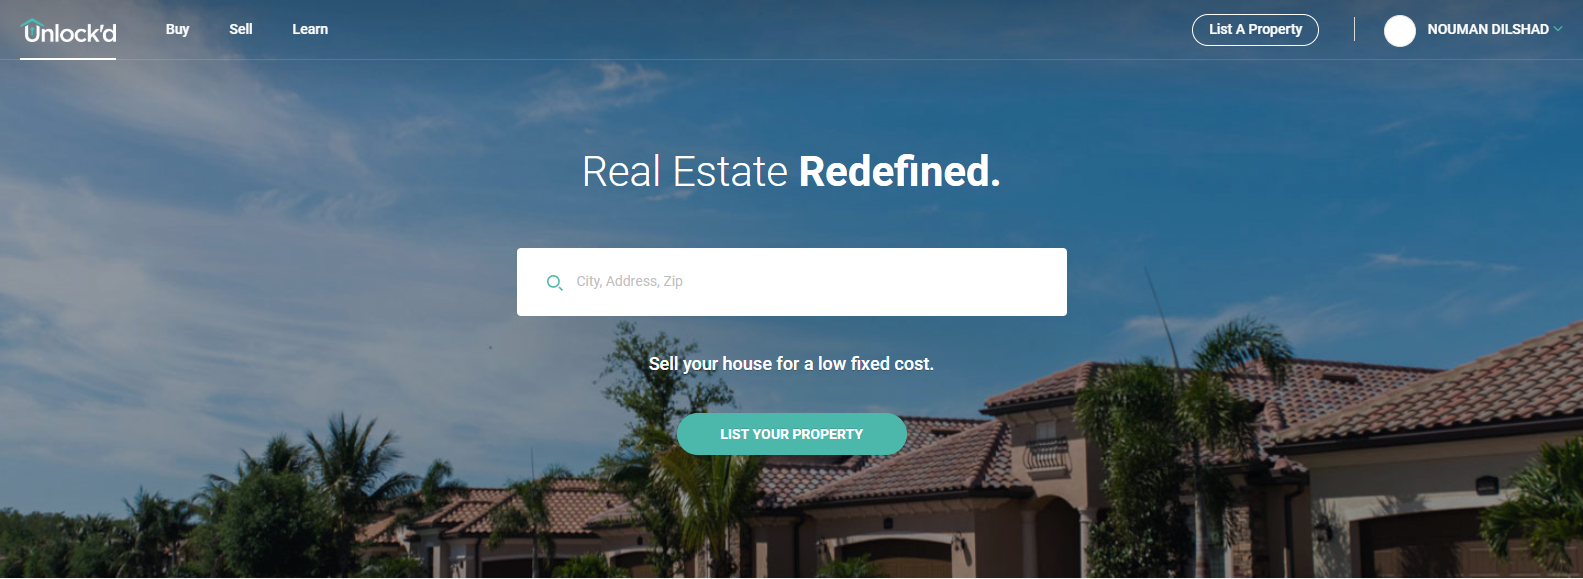 Unlock'd
Buy
Sell
Learn
List A Property
NOUMAN DILSHAD
Real Estate Redefined.
City, Address, Zip
Sell your house for a low fixed cost.
LIST YOUR PROPERTY